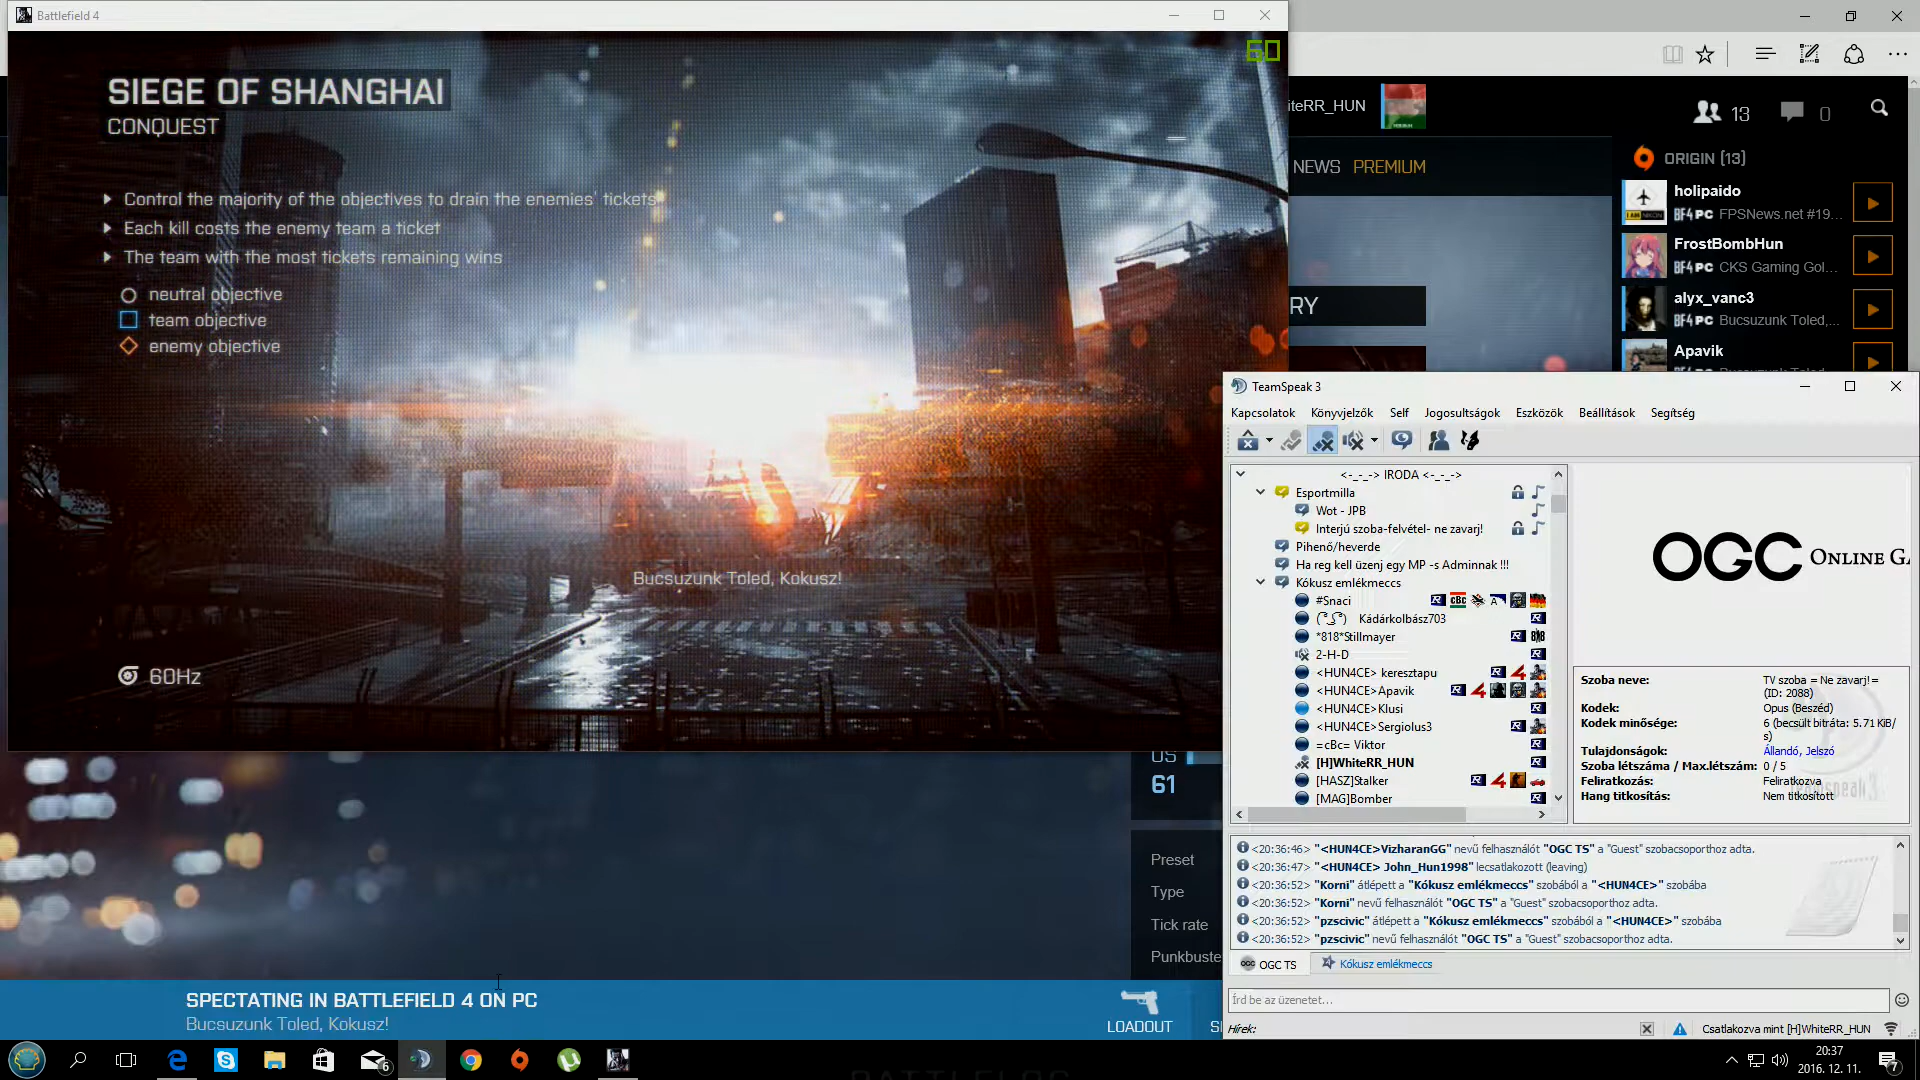 Battlefield 4
60
SIEGE OF SHANGHAI
CONQUEST
Control the majority of the objectives to drain the enemies' tickets
Each kill costs the enemy team a ticket
The team with the most tickets remaining wins
neutral objective
team objective
enemy objective
Bucsuzunk Toled, Kokusz!
60Hz
iteRR_HUN
13
0
NEWS PREMIUM
RY
ORIGIN (13)
holipaido
BF4 PC FPSNews.net #19...
FrostBombHun
BF4 PC CKS Gaming Gol...
alyx_vanc3
BF4 PC Bucsuzunk Toled,...
Apavik
TeamSpeak 3
Kapcsolatok Könyvjelzők Self Jogosultságok Eszközök Beállítások Segítség
<-_-_-> IRODA <-_-_->
Esportmilla
Wot - JPB
Interjú szoba-felvétel- ne zavarj!
Pihenő/heverde
Ha reg kell üzenj egy MP -s Adminnak !!!
Kókusz emlékmeccs
#Snaci
( ͡° ͜ʖ ͡°) Kádárkolbász703
*818*Stillmayer
2-H-D
<HUN4CE> keresztapu
<HUN4CE>Apavik
<HUN4CE>Klusi
<HUN4CE>Sergiolus3
=cBc= Viktor
[H]WhiteRR_HUN
[HASZ]Stalker
[MAG]Bomber
OGC ONLINE GA
Szoba neve: TV szoba = Ne zavarj!= (ID: 2088)
Kodek: Opus (Beszéd)
Kodek minősége: 6 (becsült bitráta: 5.71 KiB/s)
Tulajdonságok: Állandó, Jelszó
Szoba létszáma / Max.létszám: 0 / 5
Feliratkozás: Feliratkozva
Hang titkosítás: Nem titkosított
teamspeak 3
<20:36:46> "<HUN4CE>VizharanGG" nevű felhasználót "OGC TS" a "Guest" szobacsoporthoz adta.
<20:36:47> "<HUN4CE> John_Hun1998" lecsatlakozott (leaving)
<20:36:52> "Korni" átlépett a "Kókusz emlékmeccs" szobából a "<HUN4CE>" szobába
<20:36:52> "Korni" nevű felhasználót "OGC TS" a "Guest" szobacsoporthoz adta.
<20:36:52> "pzscivic" átlépett a "Kókusz emlékmeccs" szobából a "<HUN4CE>" szobába
<20:36:52> "pzscivic" nevű felhasználót "OGC TS" a "Guest" szobacsoporthoz adta.
OGC TS Kókusz emlékmeccs
Írd be az üzenetet...
Hírek: Csatlakozva mint [H]WhiteRR_HUN
US
61
Preset
Type
Tick rate
Punkbuste
SPECTATING IN BATTLEFIELD 4 ON PC
Bucsuzunk Toled, Kokusz!
LOADOUT
6
20:37
2016. 12. 11.
7